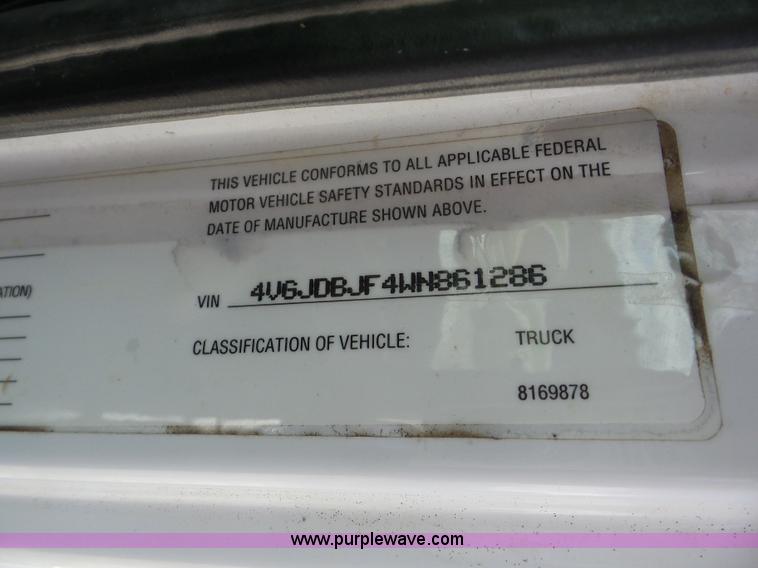 THIS VEHICLE CONFORMS TO ALL APPLICABLE FEDERAL
MOTOR VEHICLE SAFETY STANDARDS IN EFFECT ON THE
DATE OF MANUFACTURE SHOWN ABOVE.
ATION)
VIN 4V6JDBJF4WN861286
CLASSIFICATION OF VEHICLE: TRUCK
8169878
www.purplewave.com